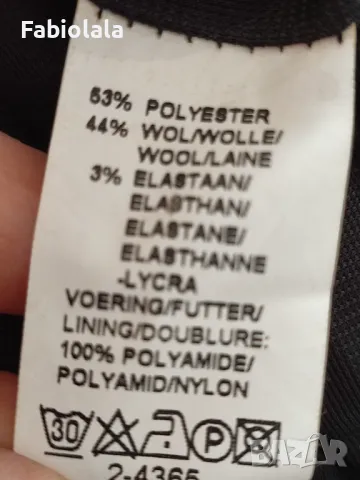 Fabiolala
53% POLYESTER
44% WOL/WOLLE/
WOOL/LAINE
3% ELASTAAN/
ELASTHAN/
ELASTANE/
ELASTHANNE
-LYCRA
VOERING/FUTTER/
LINING/DOUBLURE:
100% POLYAMIDE/
POLYAMID/NYLON
30 P
2-4365
BAZAR